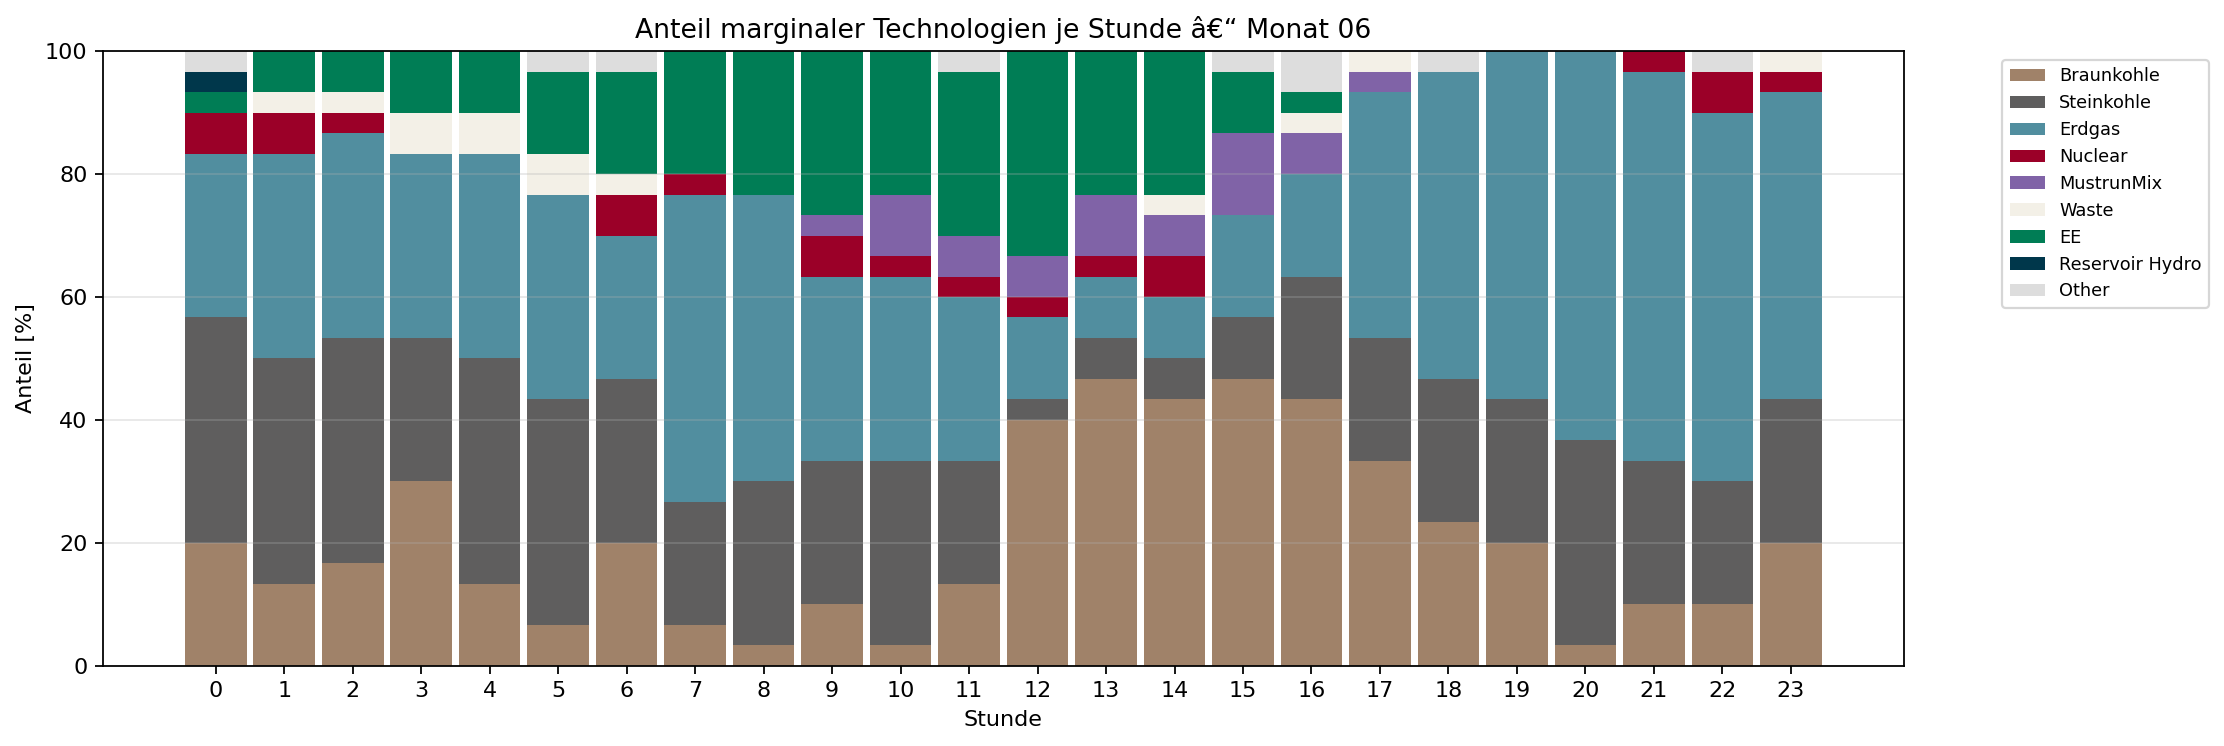 Anteil marginaler Technologien je Stunde â€“ Monat 06
Anteil [%]
100
80
60
40
20
0
0 1 2 3 4 5 6 7 8 9 10 11 12 13 14 15 16 17 18 19 20 21 22 23
Stunde
Braunkohle
Steinkohle
Erdgas
Nuclear
MustrunMix
Waste
EE
Reservoir Hydro
Other